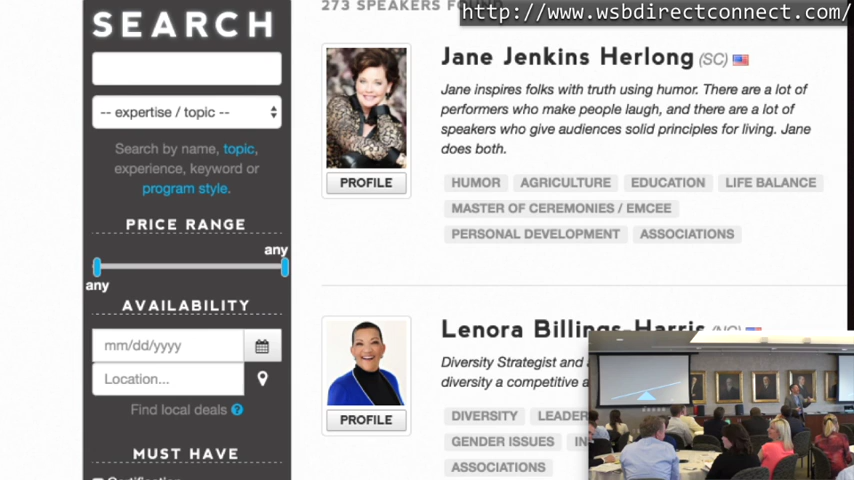 SEARCH
-- expertise / topic --
Search by name, topic,
experience, keyword or
program style.
PRICE RANGE
any
any
AVAILABILITY
mm/dd/yyyy
Location...
Find local deals ?
MUST HAVE
Certification
273 SPEAKERS FOUND
http://www.wsbdirectconnect.com/
Jane Jenkins Herlong (SC)
Jane inspires folks with truth using humor. There are a lot of
performers who make people laugh, and there are a lot of
speakers who give audiences solid principles for living. Jane
does both.
PROFILE
HUMOR AGRICULTURE EDUCATION LIFE BALANCE
MASTER OF CEREMONIES / EMCEE
PERSONAL DEVELOPMENT ASSOCIATIONS
Lenora Billings-Harris (NC)
Diversity Strategist and
diversity a competitive a
PROFILE
DIVERSITY LEADER
GENDER ISSUES IN
ASSOCIATIONS